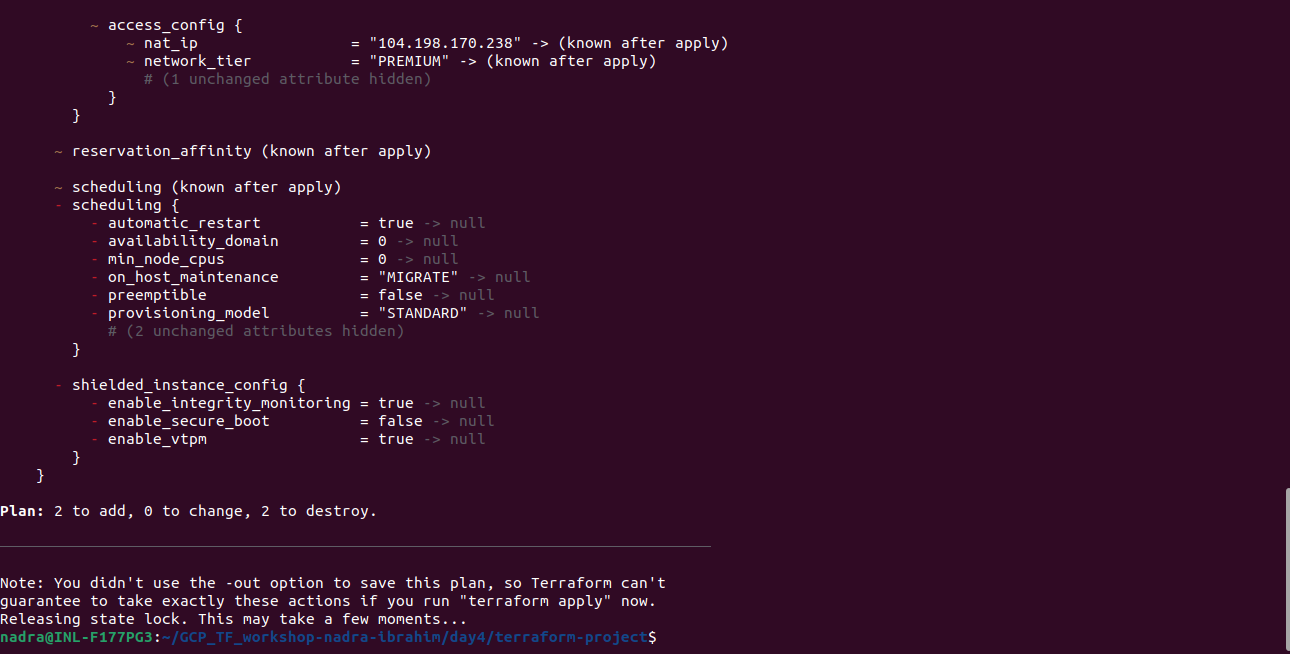 ~ access_config {
~ nat_ip = "104.198.170.238" -> (known after apply)
~ network_tier = "PREMIUM" -> (known after apply)
# (1 unchanged attribute hidden)
}
}
~ reservation_affinity (known after apply)
~ scheduling (known after apply)
- scheduling {
- automatic_restart = true -> null
- availability_domain = 0 -> null
- min_node_cpus = 0 -> null
- on_host_maintenance = "MIGRATE" -> null
- preemptible = false -> null
- provisioning_model = "STANDARD" -> null
# (2 unchanged attributes hidden)
}
- shielded_instance_config {
- enable_integrity_monitoring = true -> null
- enable_secure_boot = false -> null
- enable_vtpm = true -> null
}
}
Plan: 2 to add, 0 to change, 2 to destroy.
Note: You didn't use the -out option to save this plan, so Terraform can't
guarantee to take exactly these actions if you run "terraform apply" now.
Releasing state lock. This may take a few moments...
nadra@INL-F177PG3:~/GCP_TF_workshop-nadra-ibrahim/day4/terraform-project$